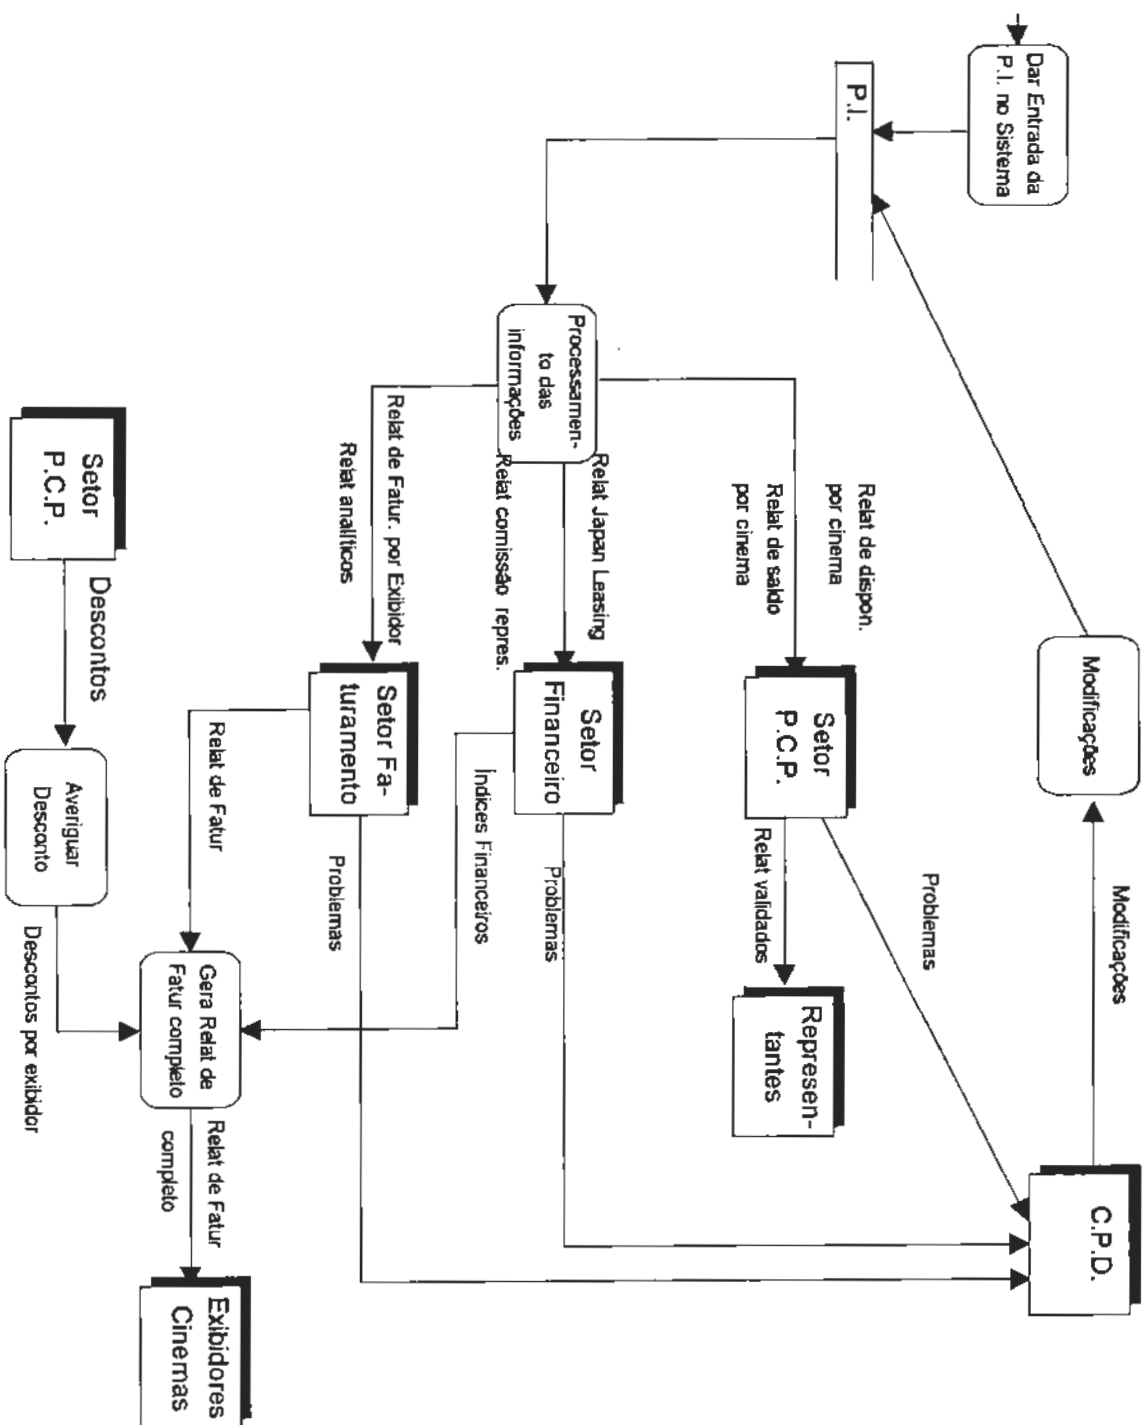 Dar Entrada da
P.I. no Sistema
P.I.
Modificações
Modificações
C.P.D.
Processamen-
to das
informações
Relat de dispon.
por cinema
Relat de saldo
por cinema
Setor
P.C.P.
Problemas
Relat validados
Represen-
tantes
Relat Japan Leasing
Relat comissão repres.
Setor
Financeiro
Problemas
Índices Financeiros
Relat de Fatur. por Exibidor
Relat analíticos
Setor Fa-
turamento
Problemas
Relat de Fatur
Setor
P.C.P.
Descontos
Averiguar
Desconto
Descontos por exibidor
Gera Relat de
Fatur completo
Relat de Fatur
completo
Exibidores
Cinemas